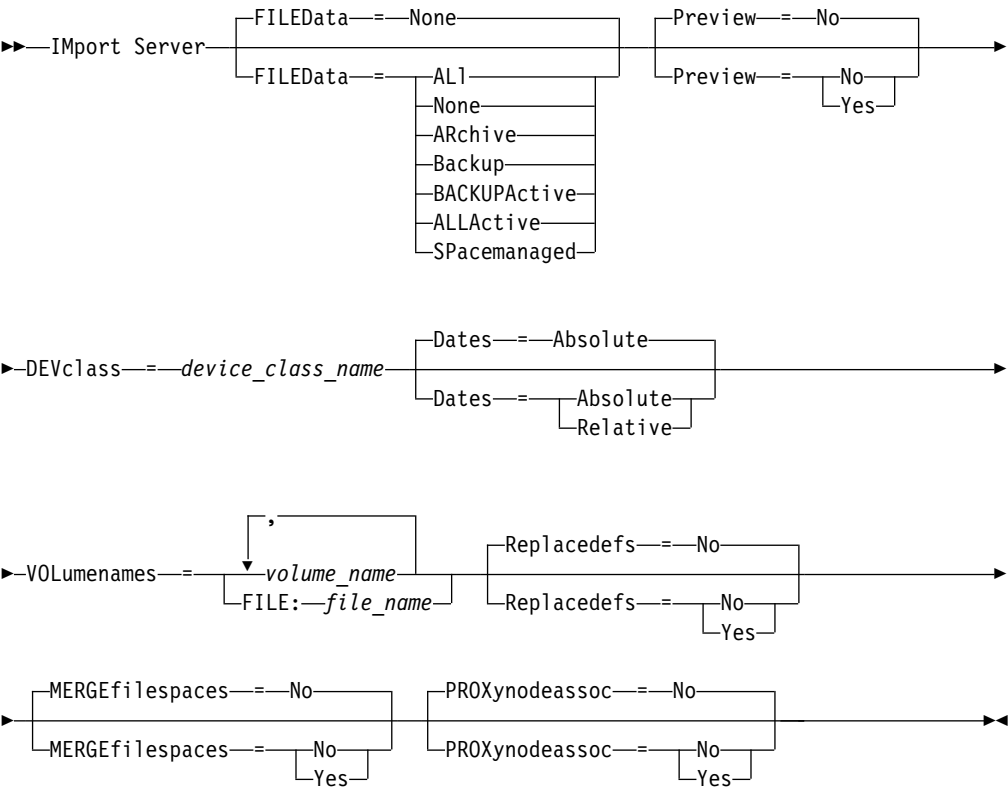 FILEData = None Preview = No
IMport Server
FILEData = ALl Preview = No
None Yes
ARchive
Backup
BACKUPActive
ALLActive
SPacemanaged
Dates = Absolute
DEVclass = device_class_name
Dates = Absolute
Relative
,
Replacedefs = No
VOLumenames = volume_name
FILE: file_name Replacedefs = No
Yes
MERGEfilespaces = No PROXynodeassoc = No
MERGEfilespaces = No PROXynodeassoc = No
Yes Yes